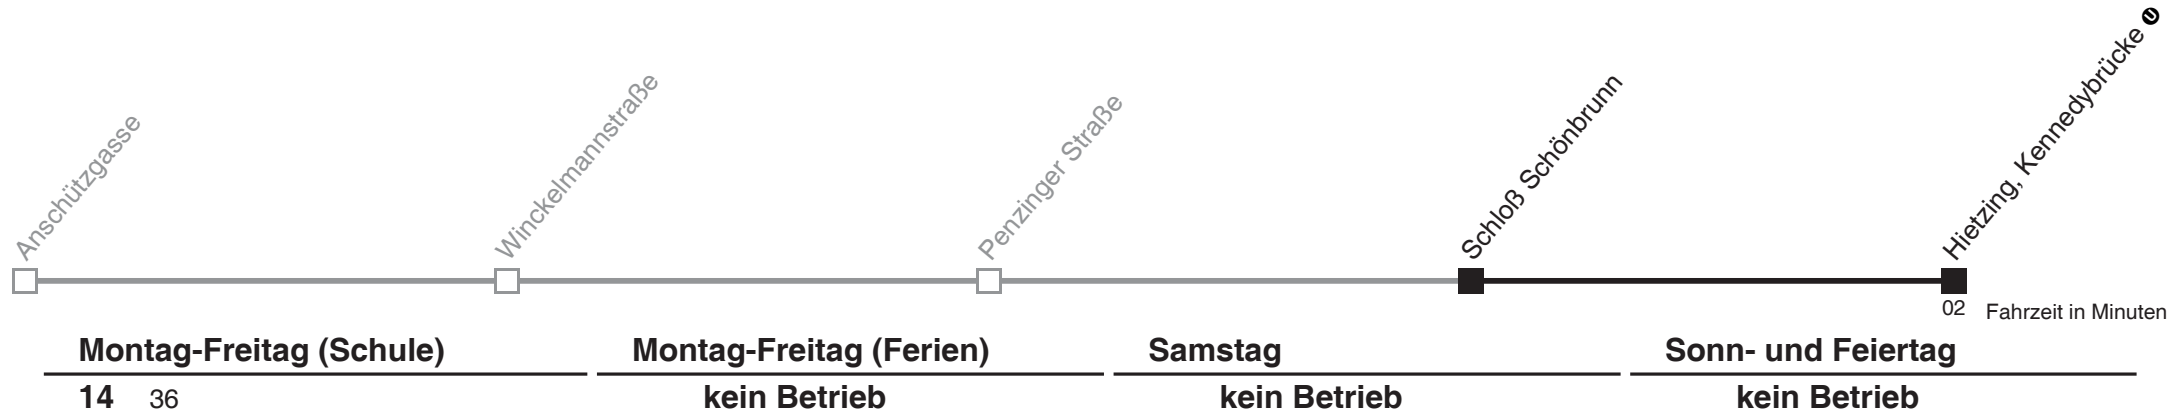 Anschützgasse
Winckelmannstraße
Penzinger Straße
Schloß Schönbrunn
Hietzing, Kennedybrücke U
02 Fahrzeit in Minuten
Montag-Freitag (Schule) Montag-Freitag (Ferien) Samstag Sonn- und Feiertag
14 36 kein Betrieb kein Betrieb kein Betrieb